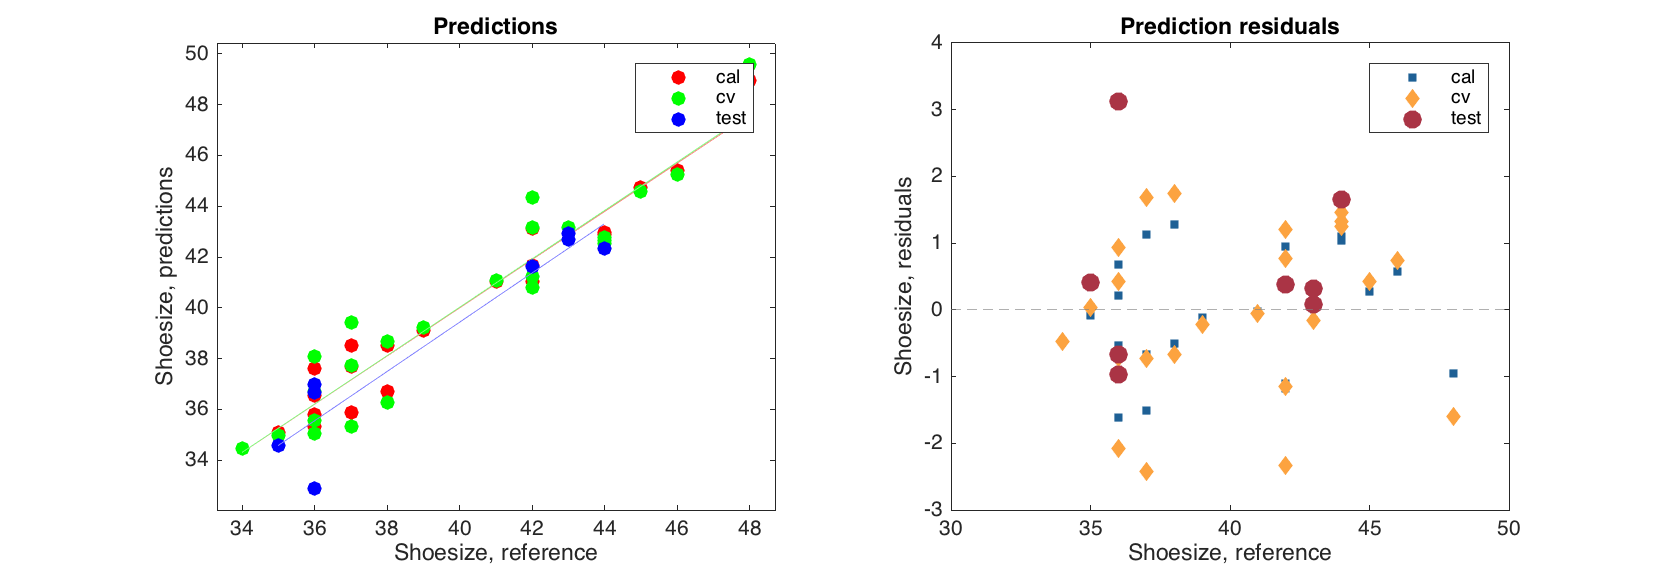 Predictions
50
48
46
44
42
40
38
36
34
34 36 38 40 42 44 46 48
Shoesize, predictions
Shoesize, reference
cal
cv
test
Prediction residuals
4
3
2
1
0
-1
-2
-3
30 35 40 45 50
Shoesize, residuals
Shoesize, reference
cal
cv
test